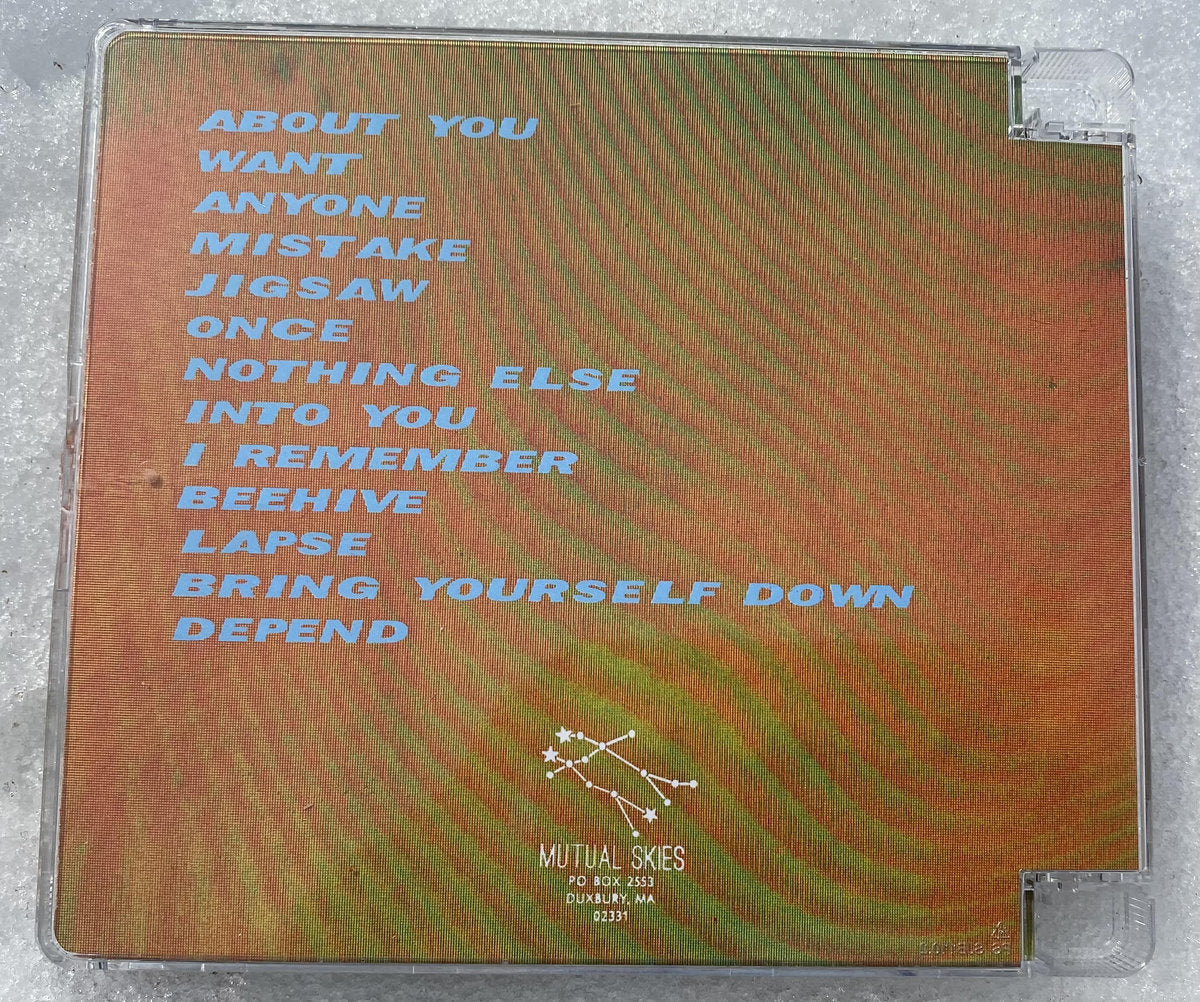 ABOUT YOU
WANT
ANYONE
MISTAKE
JIGSAW
ONCE
NOTHING ELSE
INTO YOU
I REMEMBER
BEEHIVE
LAPSE
BRING YOURSELF DOWN
DEPEND
MUTUAL SKIES
PO BOX 2553
DUXBURY, MA
02331